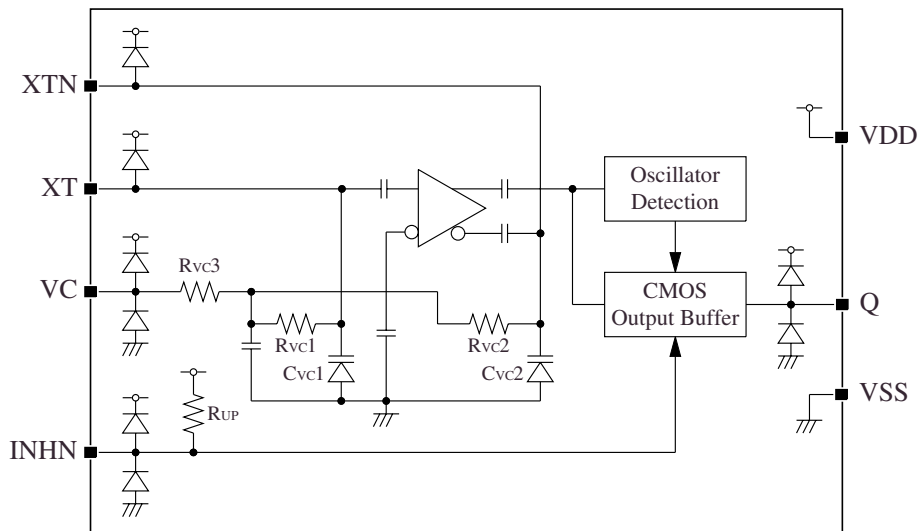 XTN
XT
VC
INHN
RVC3
RVC1
CVC1
RVC2
CVC2
RUP
Oscillator
Detection
CMOS
Output Buffer
VDD
Q
VSS